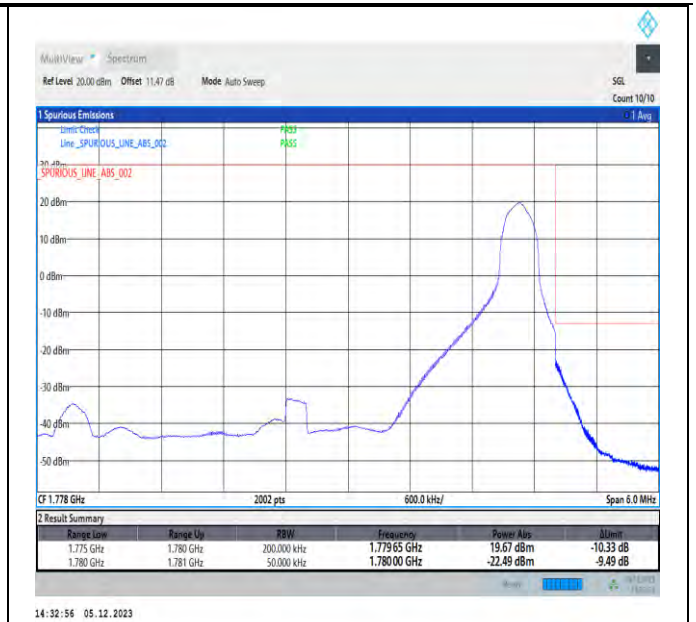 MultiView Spectrum
Ref Level 20.00 dBm Offset 11.47 dB Mode Auto Sweep SGL
Count 10/10
1 Spurious Emissions 1 Avg
Limit Check PASS
Line _SPURIOUS_LINE_ABS_002 PASS
_SPURIOUS_LINE_ABS_002
20 dBm
10 dBm
0 dBm
-10 dBm
-20 dBm
-30 dBm
-40 dBm
-50 dBm
CF 1.778 GHz 2002 pts 600.0 kHz/ Span 6.0 MHz
2 Result Summary
Range Low Range Up RBW Frequency Power Abs ΔLimit
1.775 GHz 1.780 GHz 200.000 kHz 1.77965 GHz 19.67 dBm -10.33 dB
1.780 GHz 1.781 GHz 50.000 kHz 1.78000 GHz -22.49 dBm -9.49 dB
14:32:56 05.12.2023